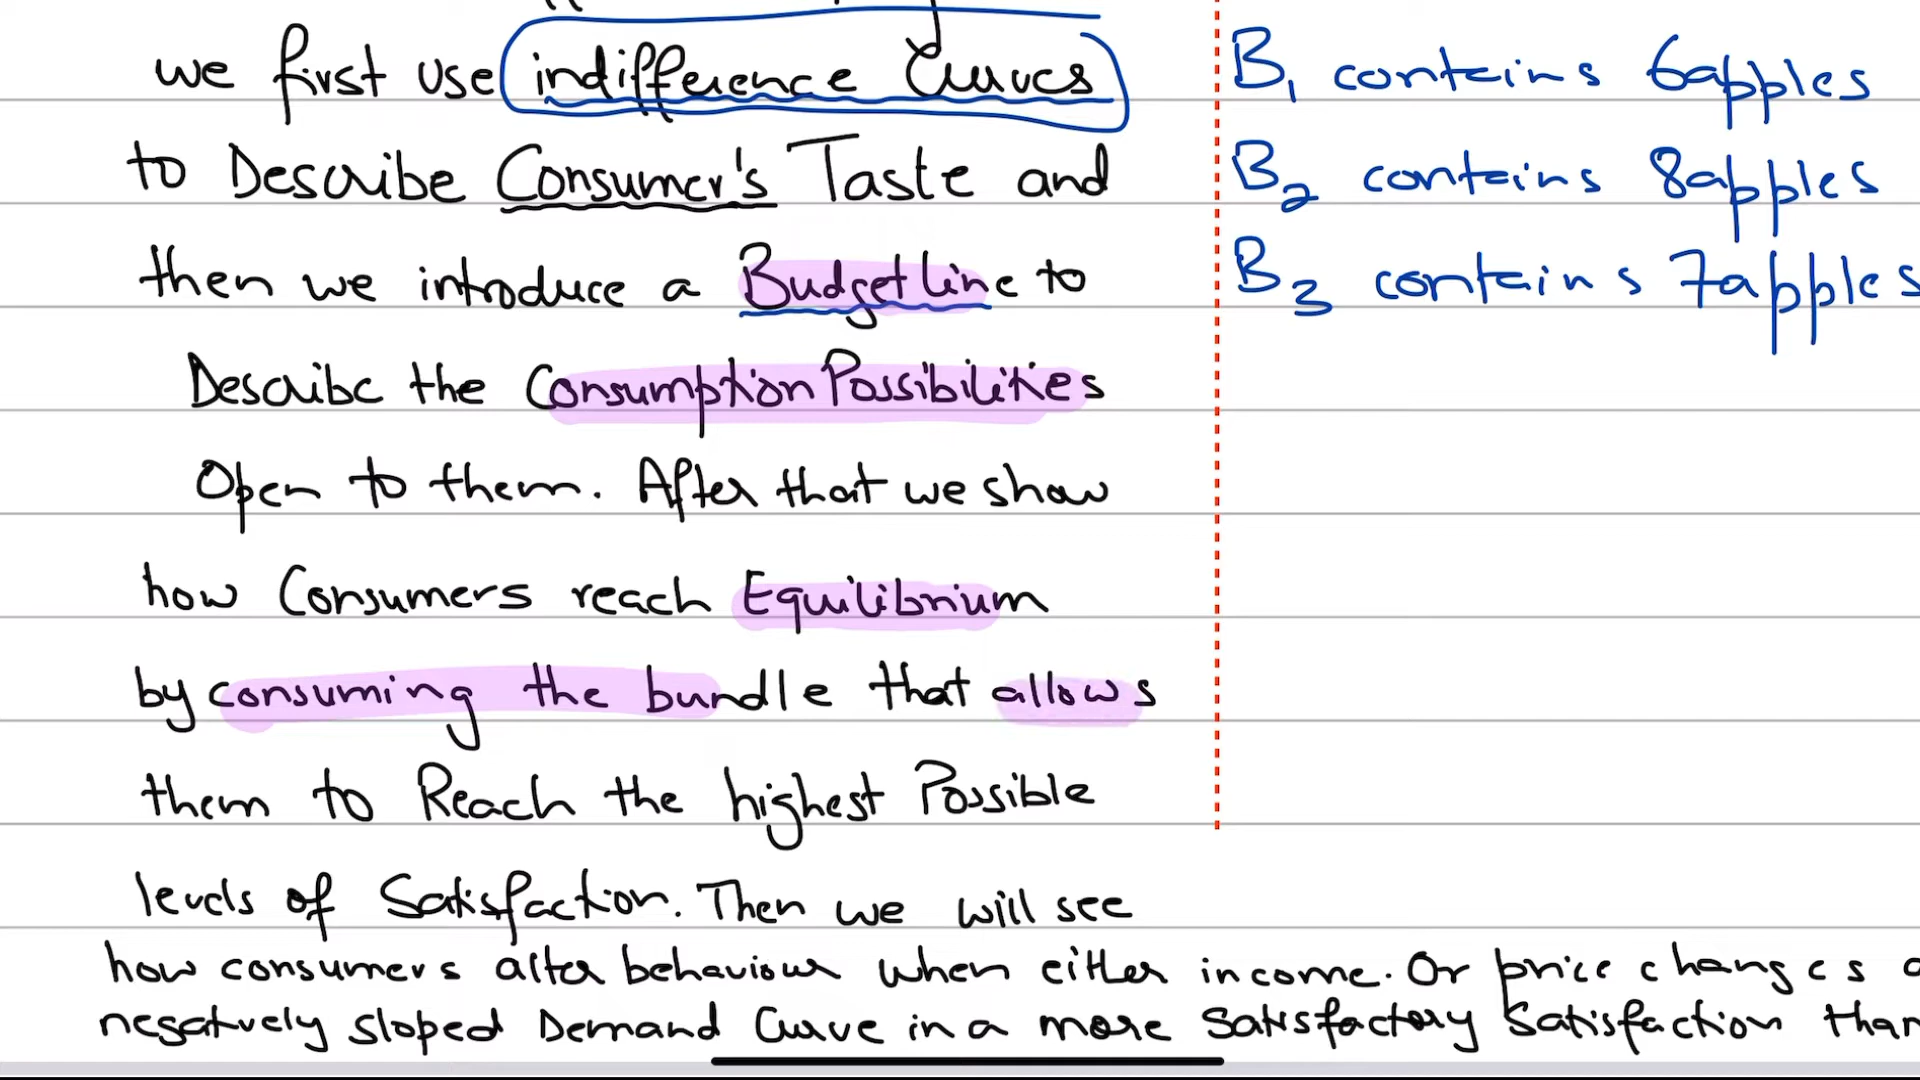 we first use indifference Curves
to Describe Consumer's Taste and
then we introduce a Budget line to
Describe the Consumption Possibilities
Open to them. After that we show
how Consumers reach Equilibrium
by consuming the bundle that allows
them to Reach the highest Possible
levels of Satisfaction. Then we will see
how consumers alter behaviour when either income. Or price changes
negatively sloped Demand Curve in a more Satisfactory Satisfaction than
B1 contains 6apples
B2 contains 8apples
B3 contains 7apples